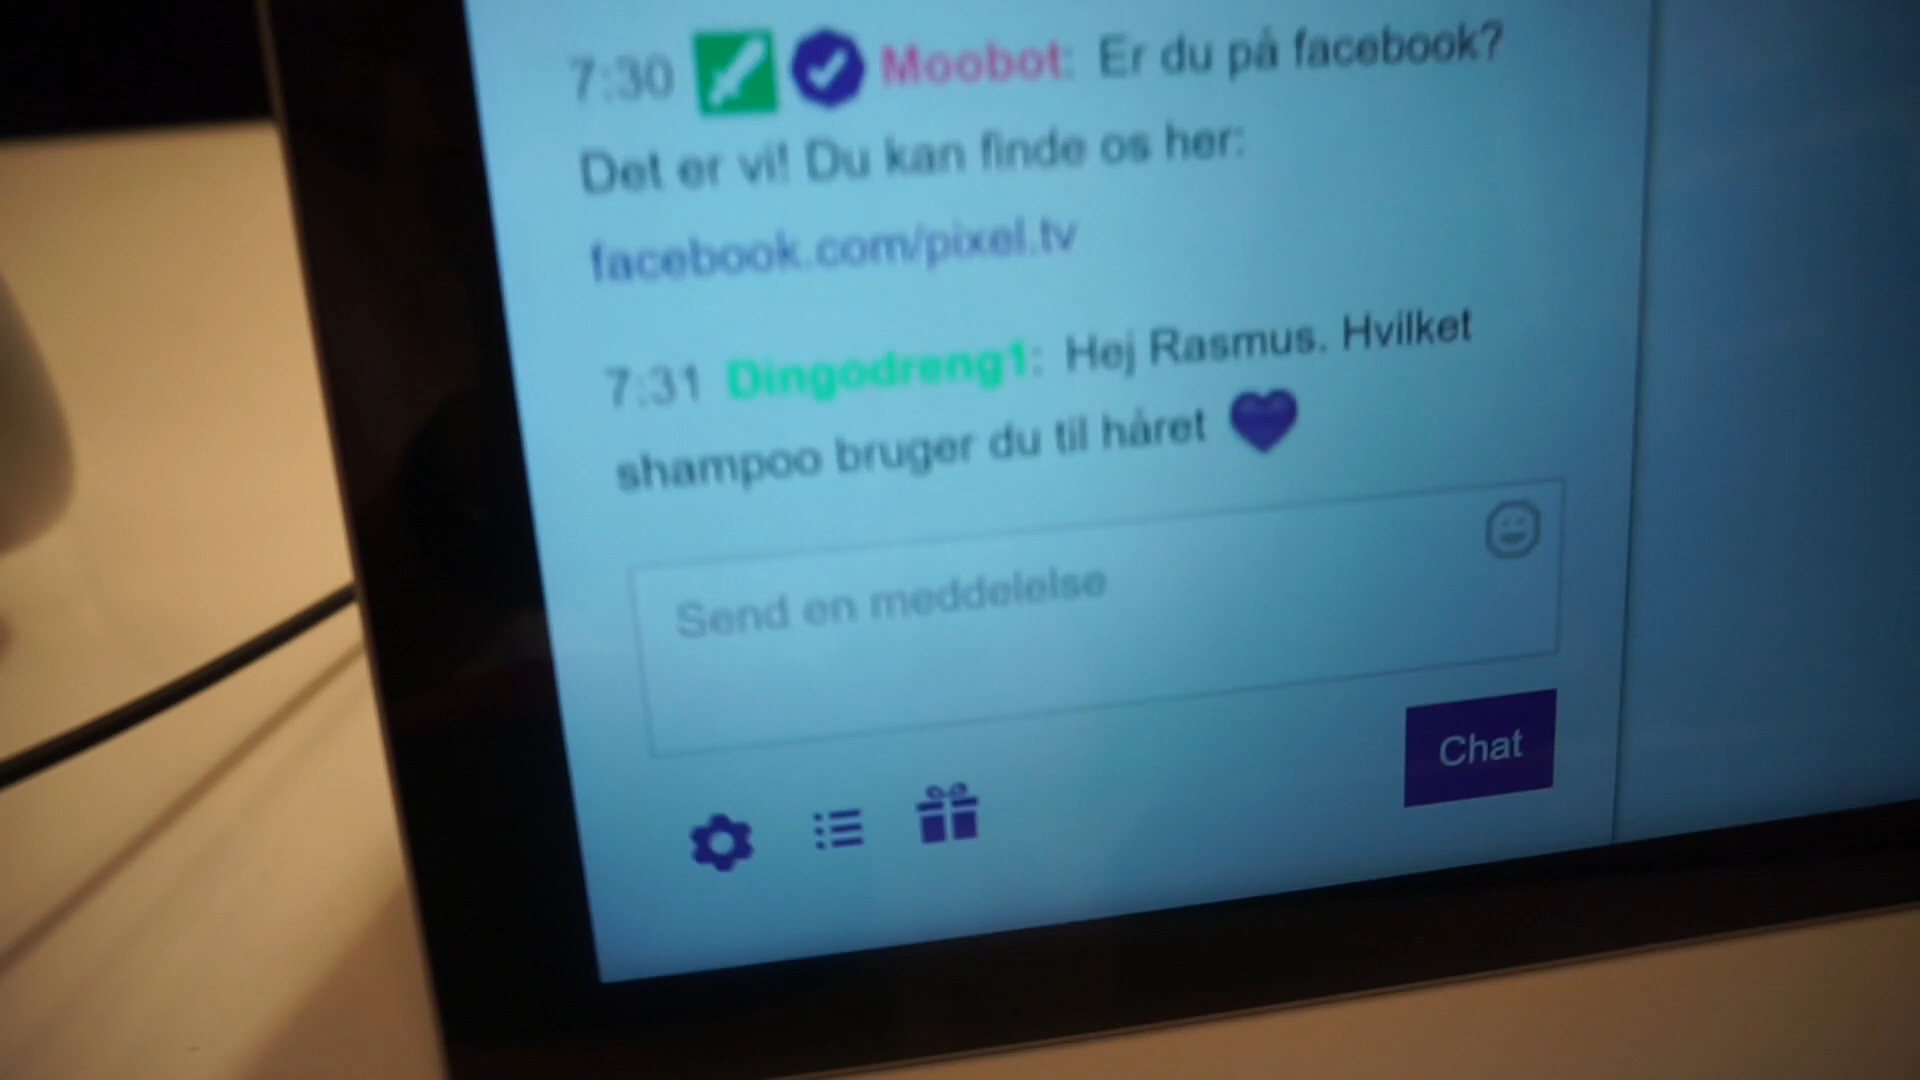 7:30 Moobot: Er du på facebook?
Det er vi! Du kan finde os her:
facebook.com/pixel.tv
7:31 Dingodreng1: Hej Rasmus. Hvilket
shampoo bruger du til håret
Send en meddelelse
Chat